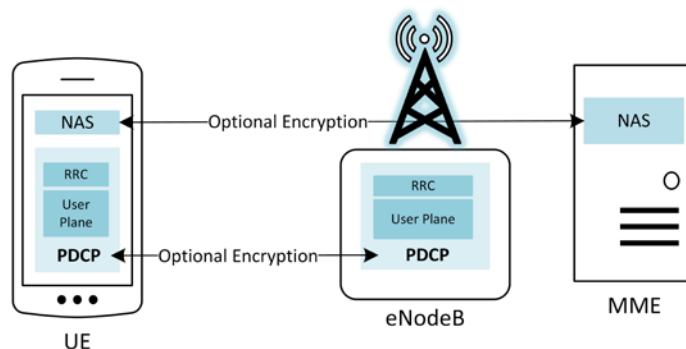 NAS
Optional Encryption
NAS
RRC
User
Plane
PDCP
Optional Encryption
RRC
User Plane
PDCP
UE
eNodeB
MME